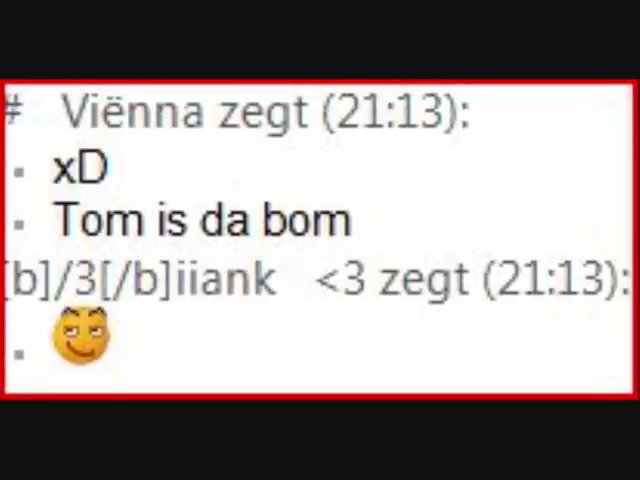 # Viënna zegt (21:13):
xD
Tom is da bom
[b]/3[/b]iiank <3 zegt (21:13):